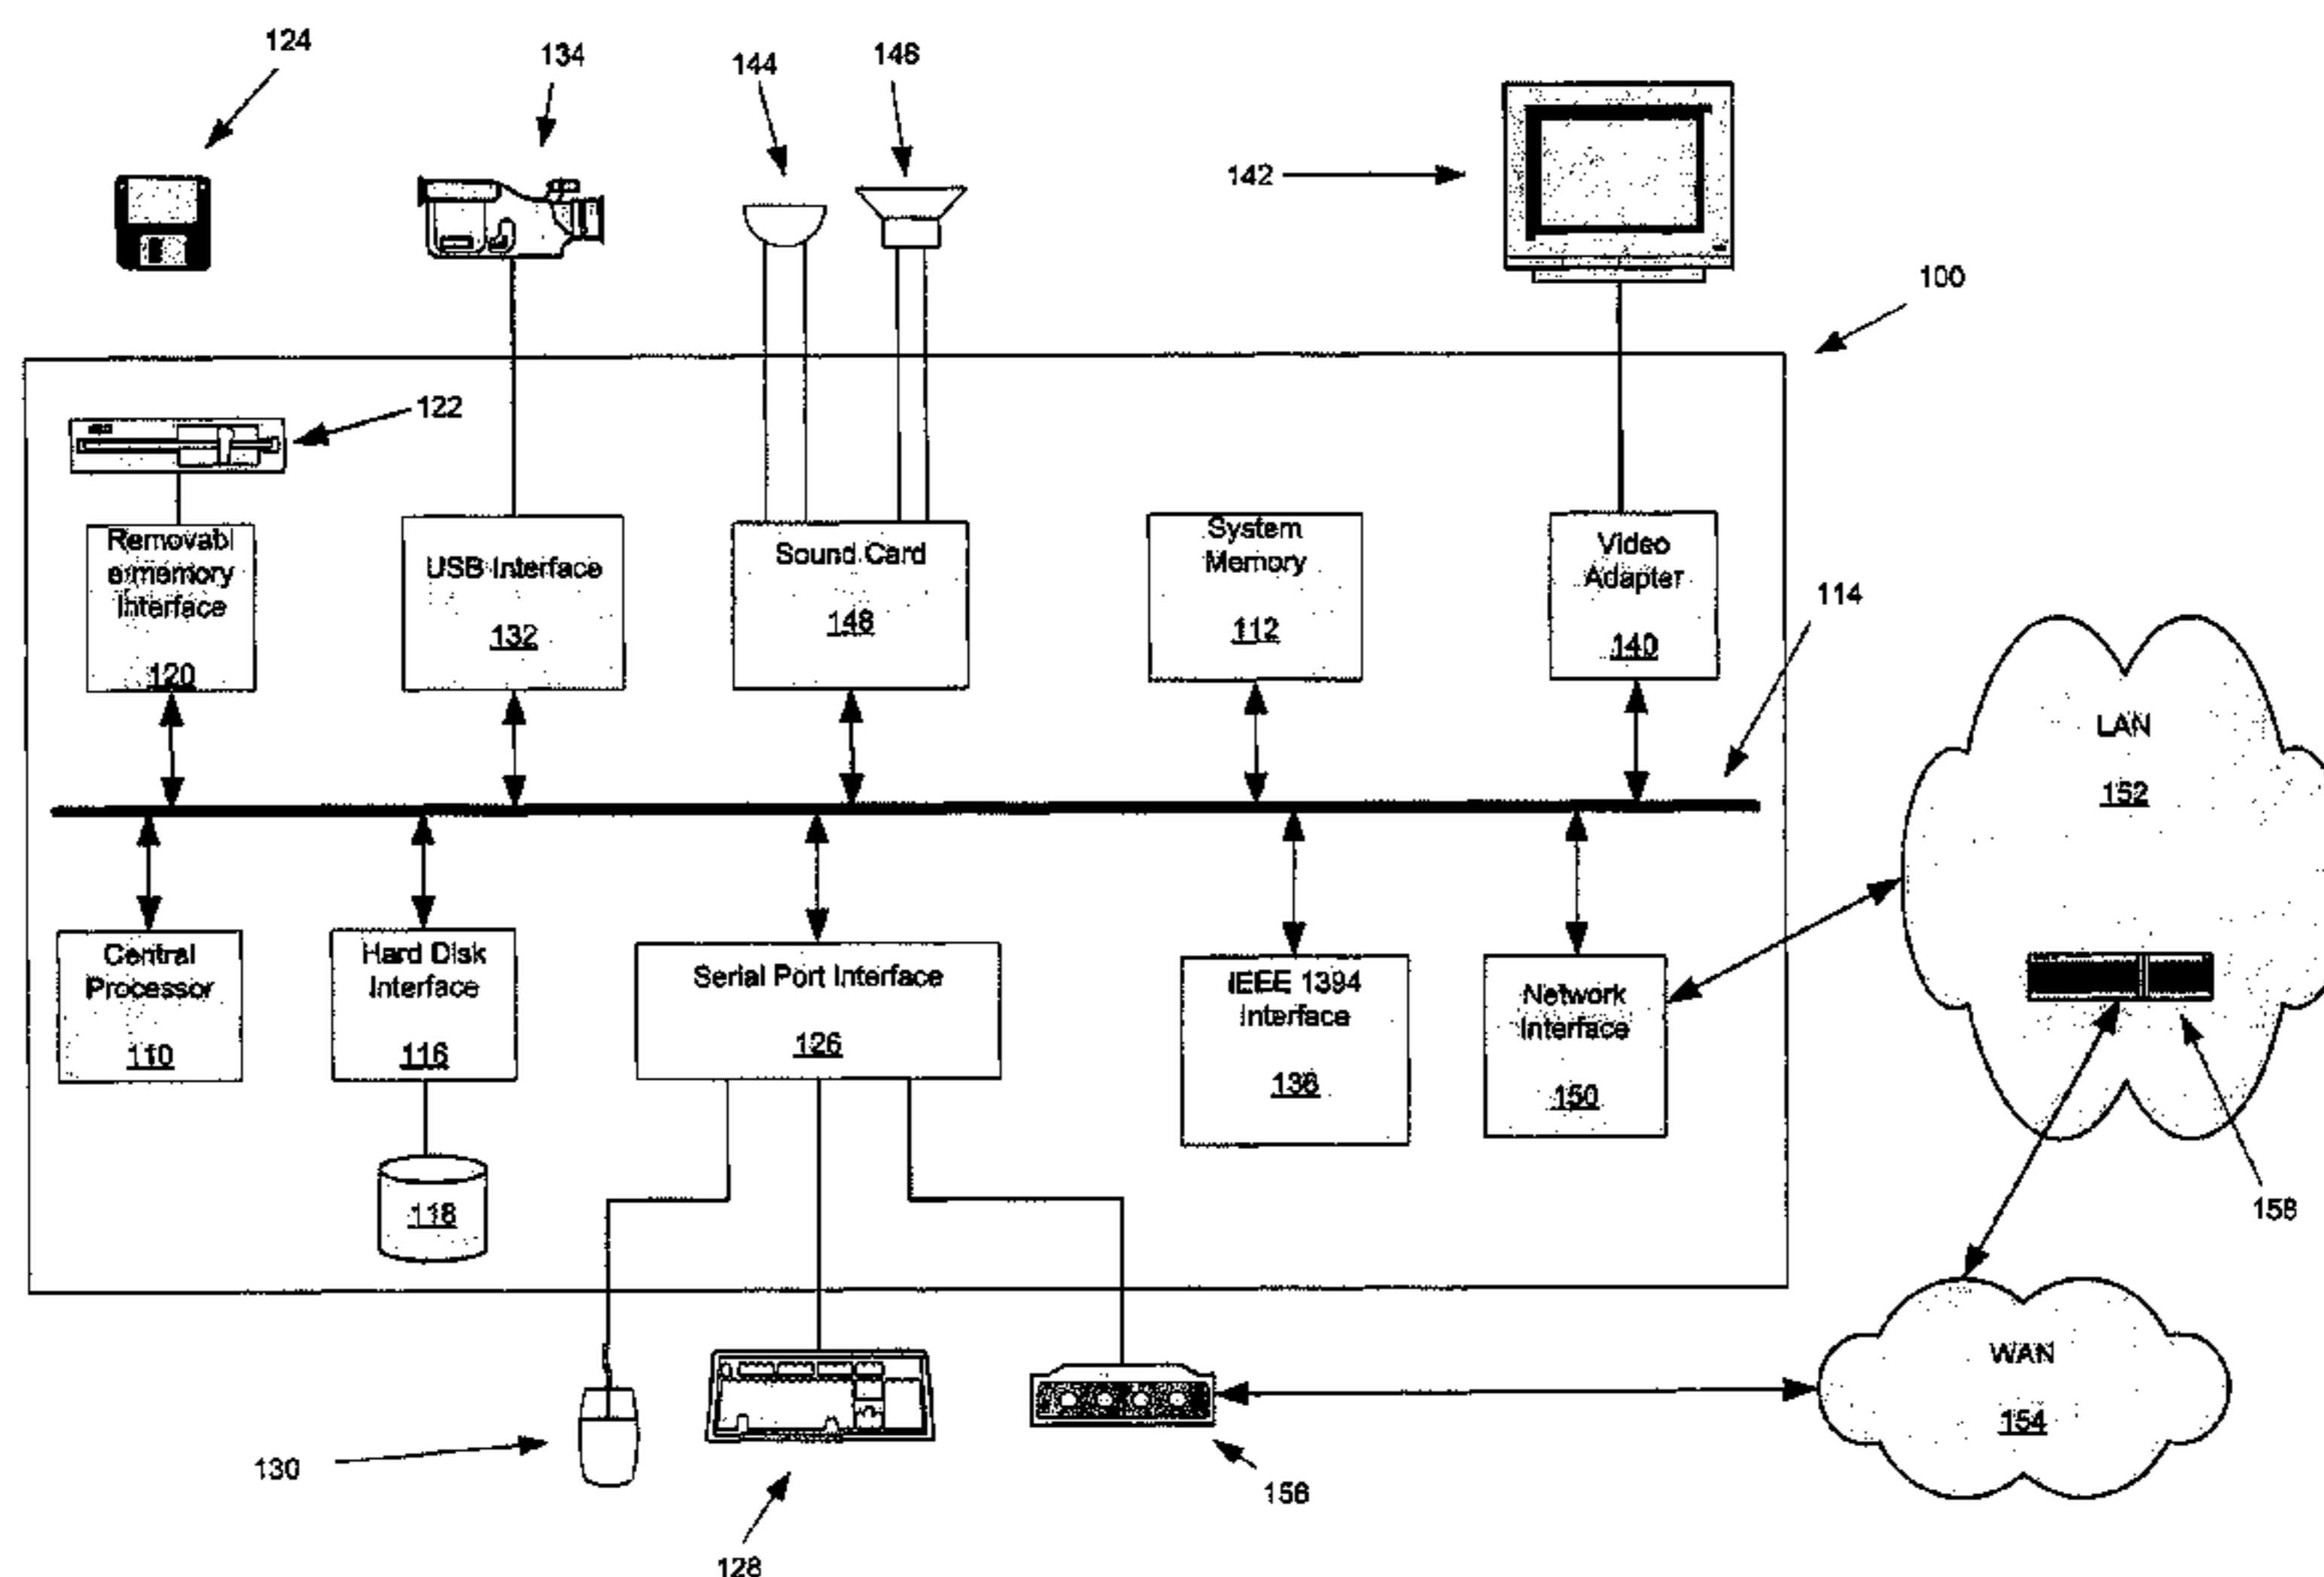 124
134
144
146
142
100
122
Removabl
e memory
Interface
120
USB Interface
132
Sound Card
148
System
Memory
112
Video
Adapter
140
114
LAN
152
Central
Processor
110
Hard Disk
Interface
116
Serial Port Interface
126
IEEE 1394
Interface
136
Network
Interface
150
118
158
WAN
154
130
128
156